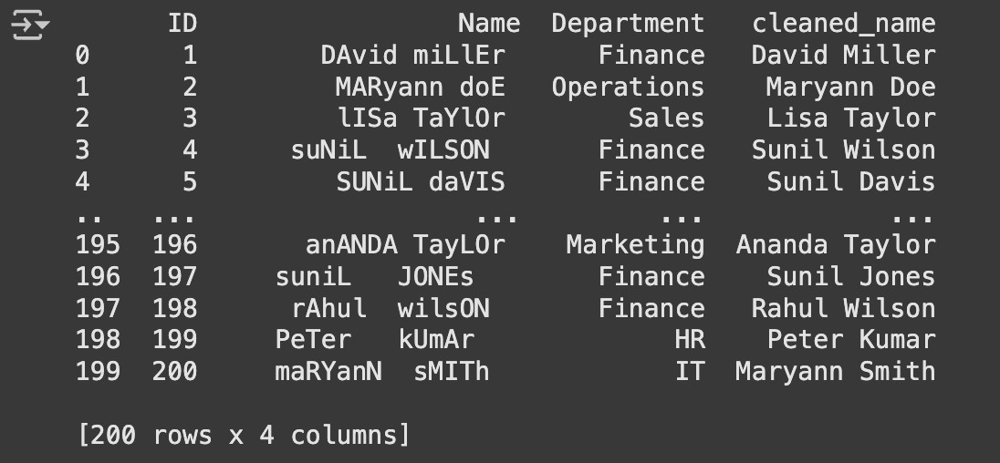 ID Name Department cleaned_name
0 1 DAvid miLlEr Finance David Miller
1 2 MARyann doE Operations Maryann Doe
2 3 lISa TaYlOr Sales Lisa Taylor
3 4 suNiL  wILSON Finance Sunil Wilson
4 5 SUNiL daVIS Finance Sunil Davis
.. ... ... ... ...
195 196 anANDA TayLOr Marketing Ananda Taylor
196 197 suniL   JONEs Finance Sunil Jones
197 198 rAhul  wilsON Finance Rahul Wilson
198 199 PeTer   kUmAr HR Peter Kumar
199 200 maRYanN  sMITh IT Maryann Smith
[200 rows x 4 columns]